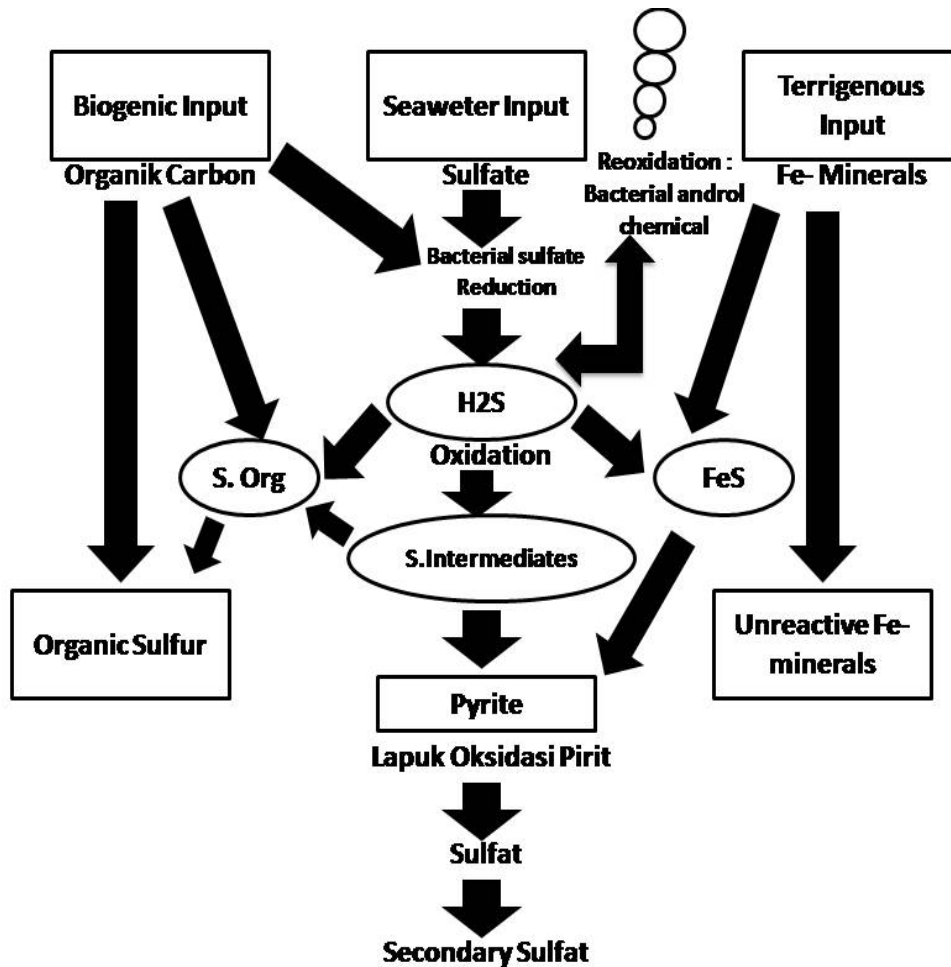 Biogenic Input
Organik Carbon
Seaweter Input
Sulfate
Terrigenous
Input
Fe- Minerals
Reoxidation :
Bacterial androl
chemical
Bacterial sulfate
Reduction
H2S
Oxidation
S. Org
FeS
S.Intermediates
Organic Sulfur
Unreactive Fe-
minerals
Pyrite
Lapuk Oksidasi Pirit
Sulfat
Secondary Sulfat